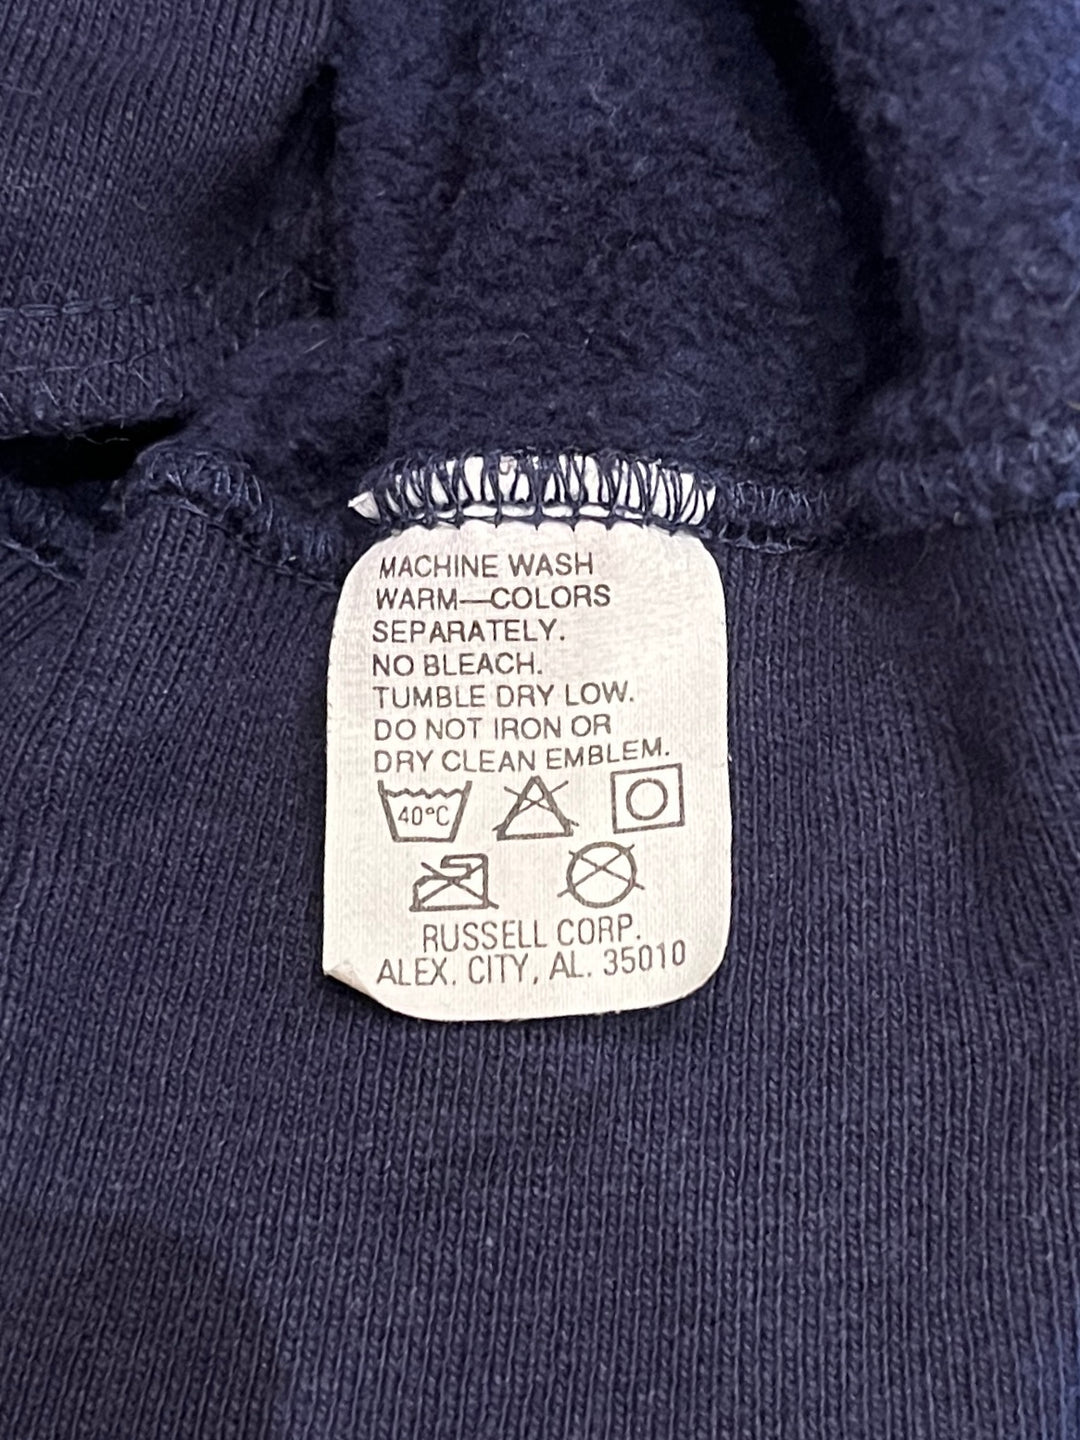 MACHINE WASH
WARM—COLORS
SEPARATELY.
NO BLEACH.
TUMBLE DRY LOW.
DO NOT IRON OR
DRY CLEAN EMBLEM.
40°C
RUSSELL CORP.
ALEX. CITY, AL. 35010